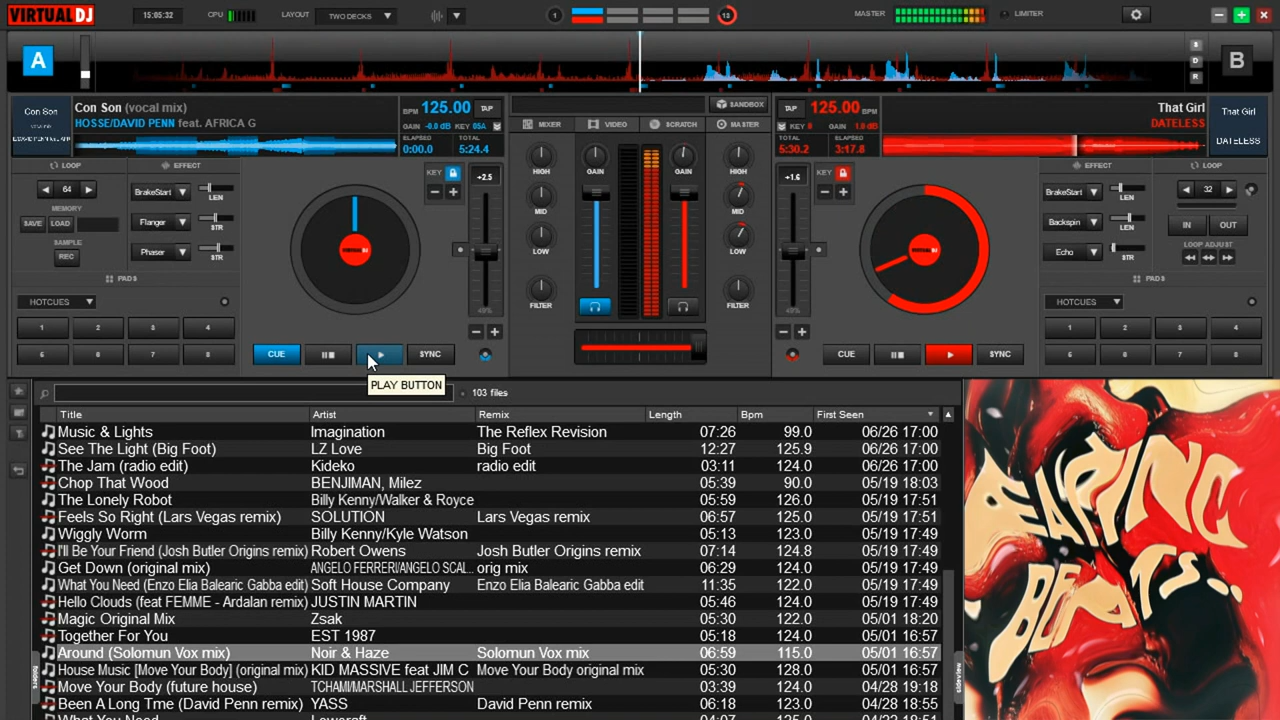 VIRTUALDJ 15:05:32 CPU LAYOUT TWO DECKS 1 12 MASTER LIMITER
A S D R B
Con Son (vocal mix)
HOSSE/DAVID PENN feat. AFRICA G
BPM 125.00 TAP
GAIN -0.0 dB KEY 05A
ELAPSED TOTAL
0:00.0 5:24.4
SANDBOX
MIXER VIDEO SCRATCH MASTER
TAP 125.00 BPM
KEY GAIN 1.0 dB
TOTAL ELAPSED
5:30.2 3:17.8
That Girl
DATELESS
That Girl
DATELESS
Con Son
LOOP EFFECT
64
MEMORY
SAVE LOAD
SAMPLE
REC
BrakeStart LEN
Flanger STR
Phaser STR
KEY +2.5
PADS
HOTCUES
1 2 3 4
5 6 7 8
CUE SYNC
PLAY BUTTON
HIGH GAIN GAIN HIGH
MID MID
LOW LOW
FILTER FILTER
+1.6 KEY
EFFECT LOOP
BrakeStart LEN
Backspin STR
Echo STR
32
IN OUT
LOOP ADJUST
PADS
HOTCUES
1 2 3 4
5 6 7 8
CUE SYNC
103 files
Title Artist Remix Length Bpm First Seen
Music & Lights Imagination The Reflex Revision 07:26 99.0 06/26 17:00
See The Light (Big Foot) LZ Love Big Foot 12:27 125.9 06/26 17:00
The Jam (radio edit) Kideko radio edit 03:11 124.0 06/26 17:00
Chop That Wood BENJIMAN, Milez 05:39 90.0 05/19 18:03
The Lonely Robot Billy Kenny/Walker & Royce 05:59 126.0 05/19 17:51
Feels So Right (Lars Vegas remix) SOLUTION Lars Vegas remix 06:57 125.0 05/19 17:51
Wiggly Worm Billy Kenny/Kyle Watson 05:13 123.0 05/19 17:49
I'll Be Your Friend (Josh Butler Origins remix) Robert Owens Josh Butler Origins remix 07:14 124.8 05/19 17:49
Get Down (original mix) ANGELO FERRERI/ANGELO SCAL... orig mix 06:29 124.0 05/19 17:49
What You Need (Enzo Elia Balearic Gabba edit) Soft House Company Enzo Elia Balearic Gabba edit 11:35 122.0 05/19 17:49
Hello Clouds (feat FEMME - Ardalan remix) JUSTIN MARTIN 05:46 124.0 05/19 17:49
Magic Original Mix Zsak 05:30 122.0 05/01 18:20
Together For You EST 1987 05:18 124.0 05/01 16:57
Around (Solomun Vox mix) Noir & Haze Solomun Vox mix 06:59 115.0 05/01 16:57
House Music [Move Your Body] (original mix) KID MASSIVE feat JIM C Move Your Body original mix 05:30 128.0 05/01 16:57
Move Your Body (future house) TCHAMI/MARSHALL JEFFERSON 03:39 124.0 04/28 19:18
Been A Long Tme (David Penn remix) YASS David Penn remix 06:18 123.0 04/28 18:55
folders
sideview
LEAPING
BEATS..